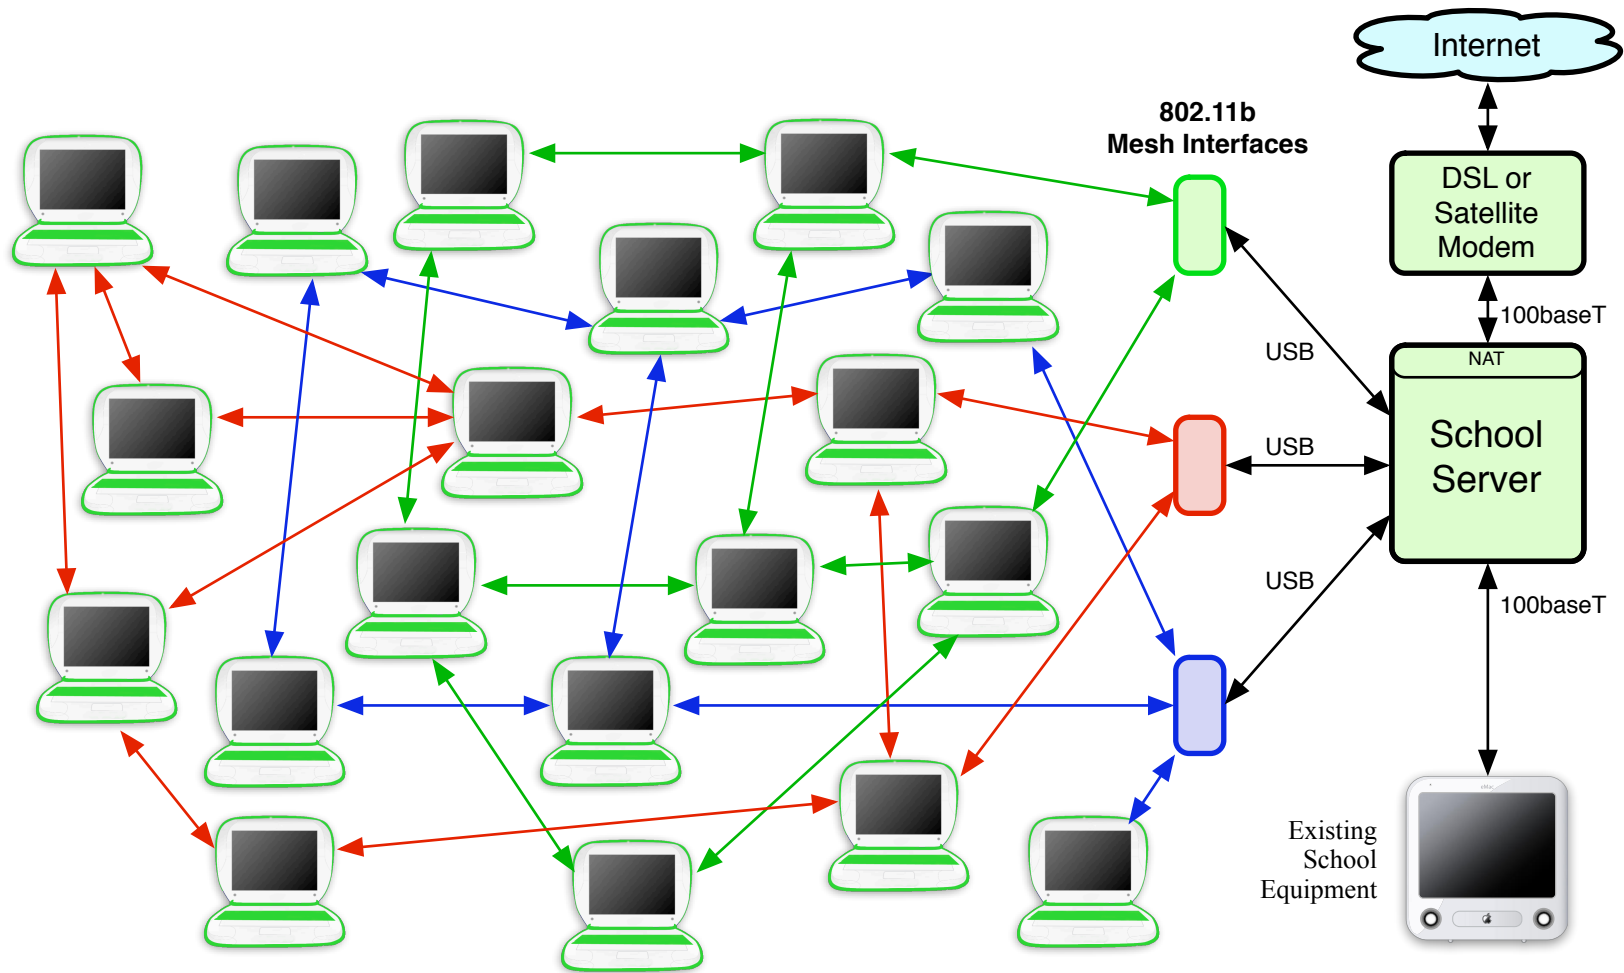 Internet
802.11b
Mesh Interfaces
DSL or
Satellite
Modem
100baseT
USB
NAT
School
Server
USB
USB
100baseT
Existing
School
Equipment
eMac